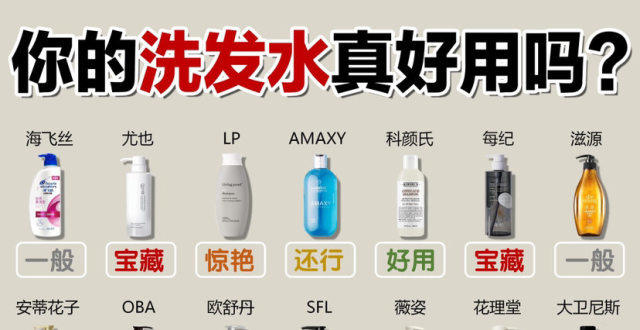 你的洗发水真好用吗?
海飞丝 尤也 LP AMAXY 科颜氏 每纪 滋源
AMAXY
一般 宝藏 惊艳 还行 好用 宝藏 一般
安蒂花子 OBA 欧舒丹 SFL 薇姿 花理堂 大卫尼斯